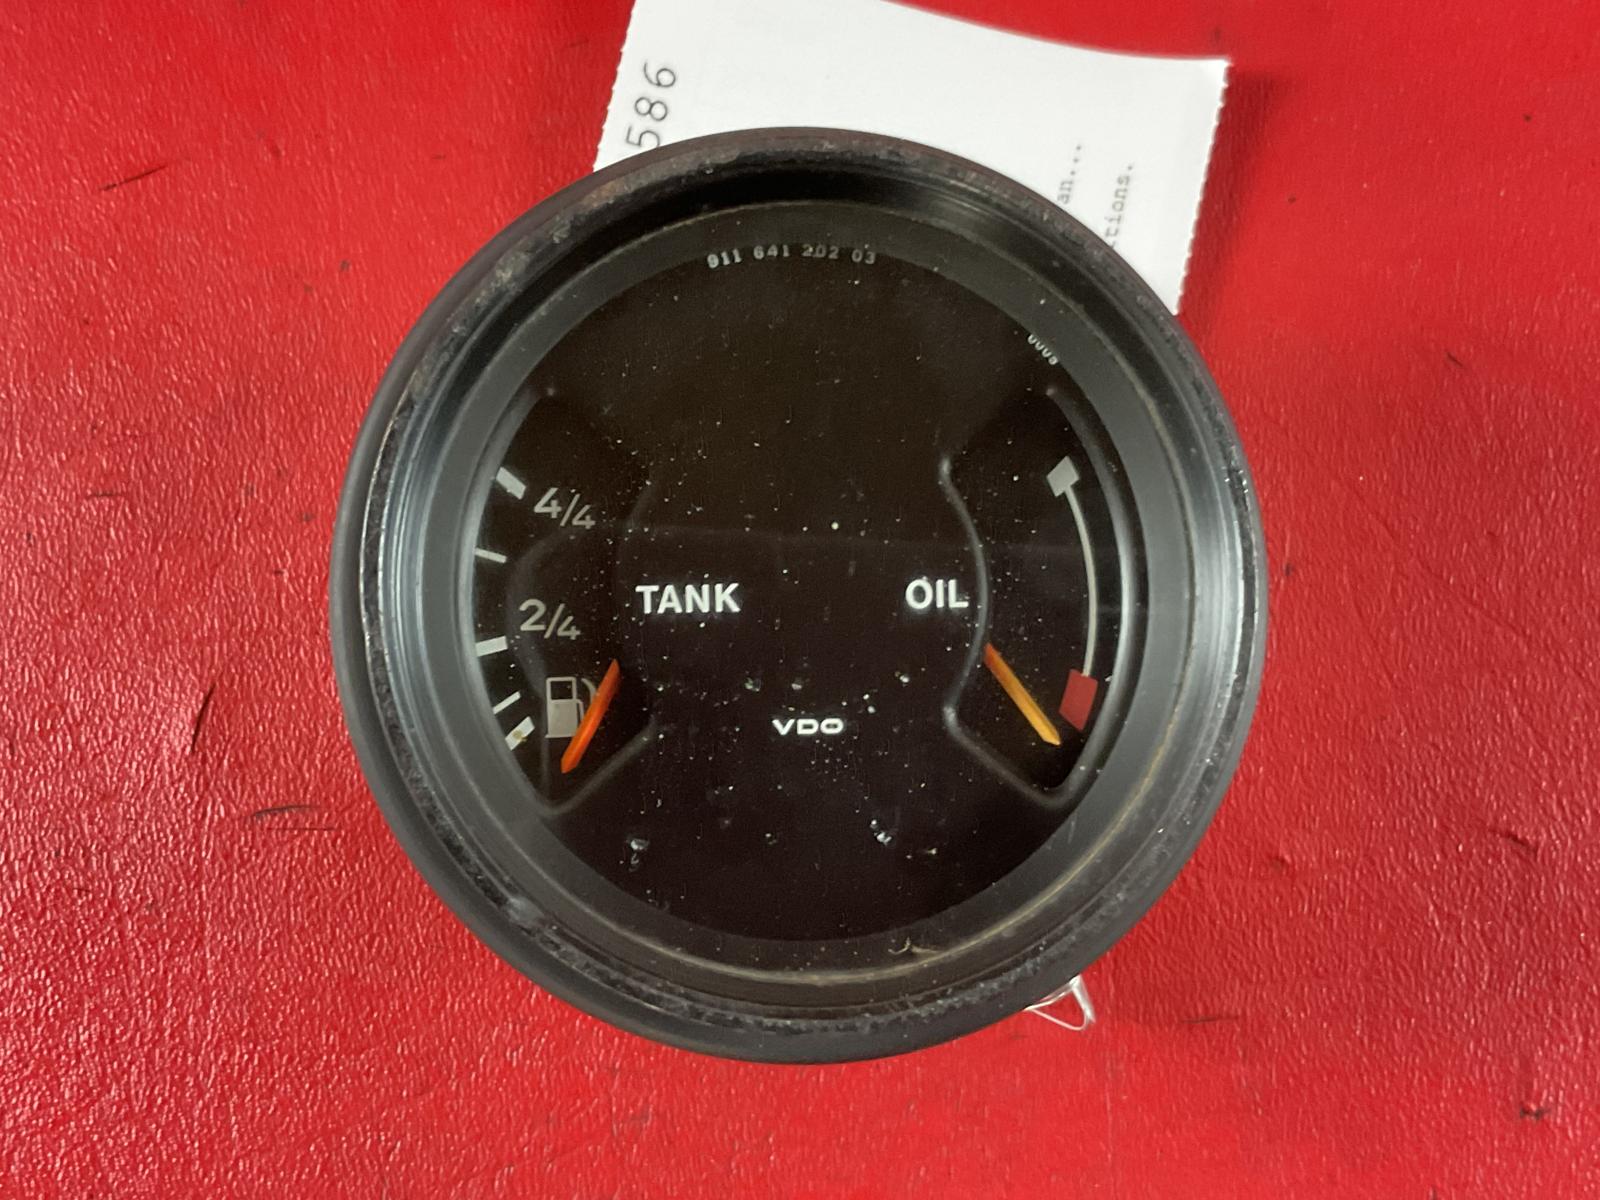 586
an...
tions.
911 641 202 03
4/4
2/4
TANK
OIL
VDO